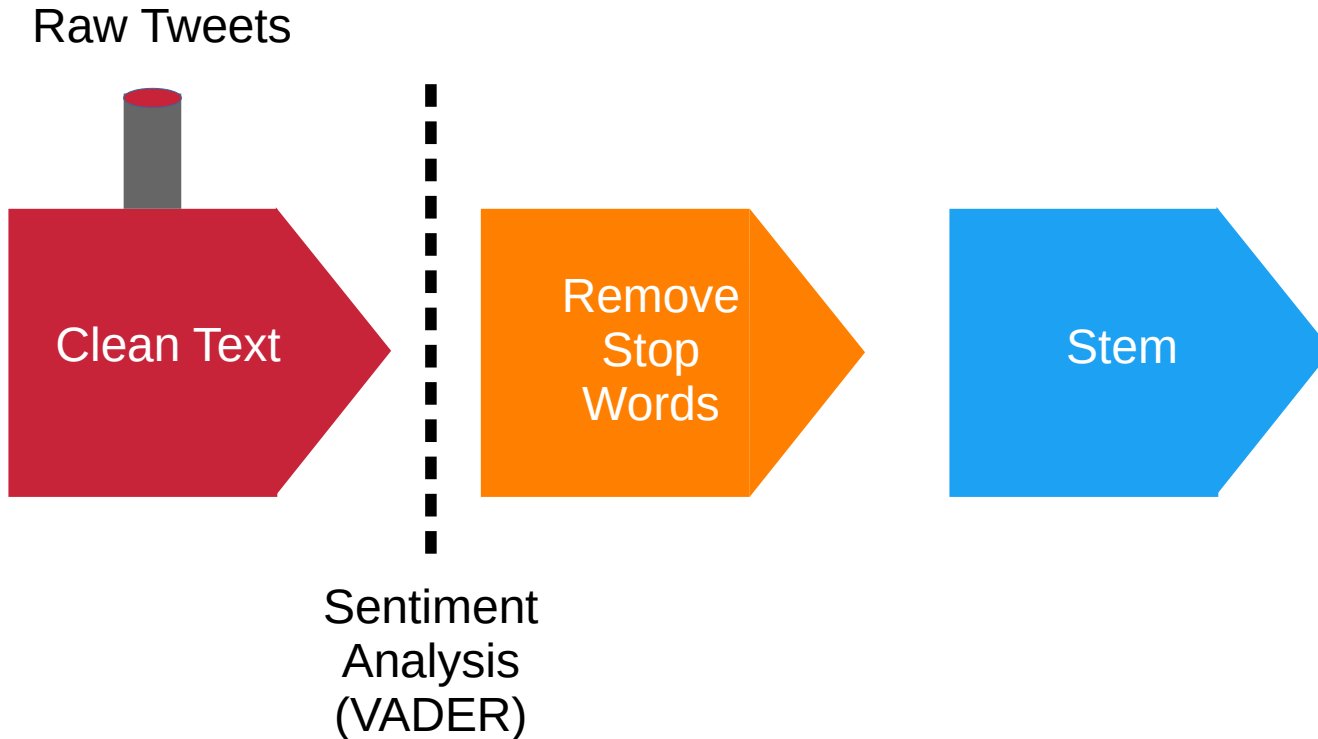 Raw Tweets
Clean Text
Remove
Stop
Words
Stem
Sentiment
Analysis
(VADER)